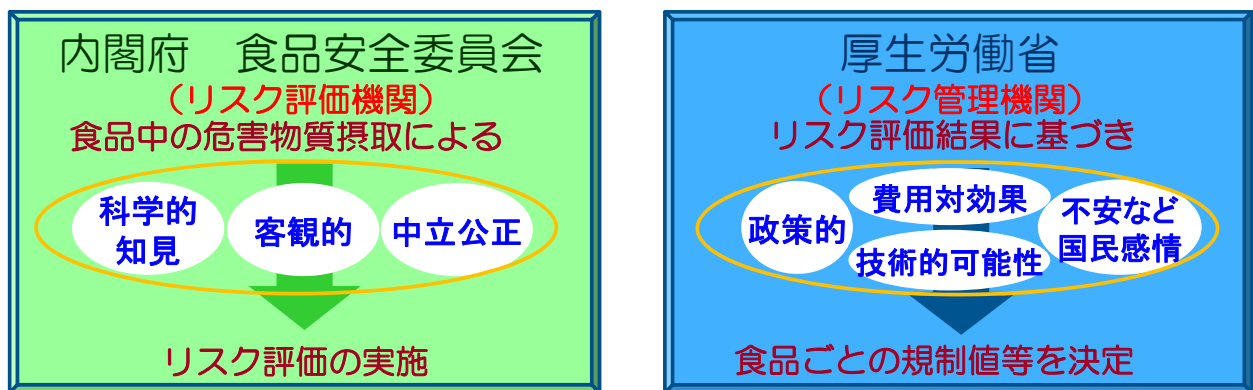 内閣府　食品安全委員会
（リスク評価機関）
食品中の危害物質摂取による
科学的
知見
客観的
中立公正
リスク評価の実施
厚生労働省
（リスク管理機関）
リスク評価結果に基づき
政策的
費用対効果
技術的可能性
不安など
国民感情
食品ごとの規制値等を決定